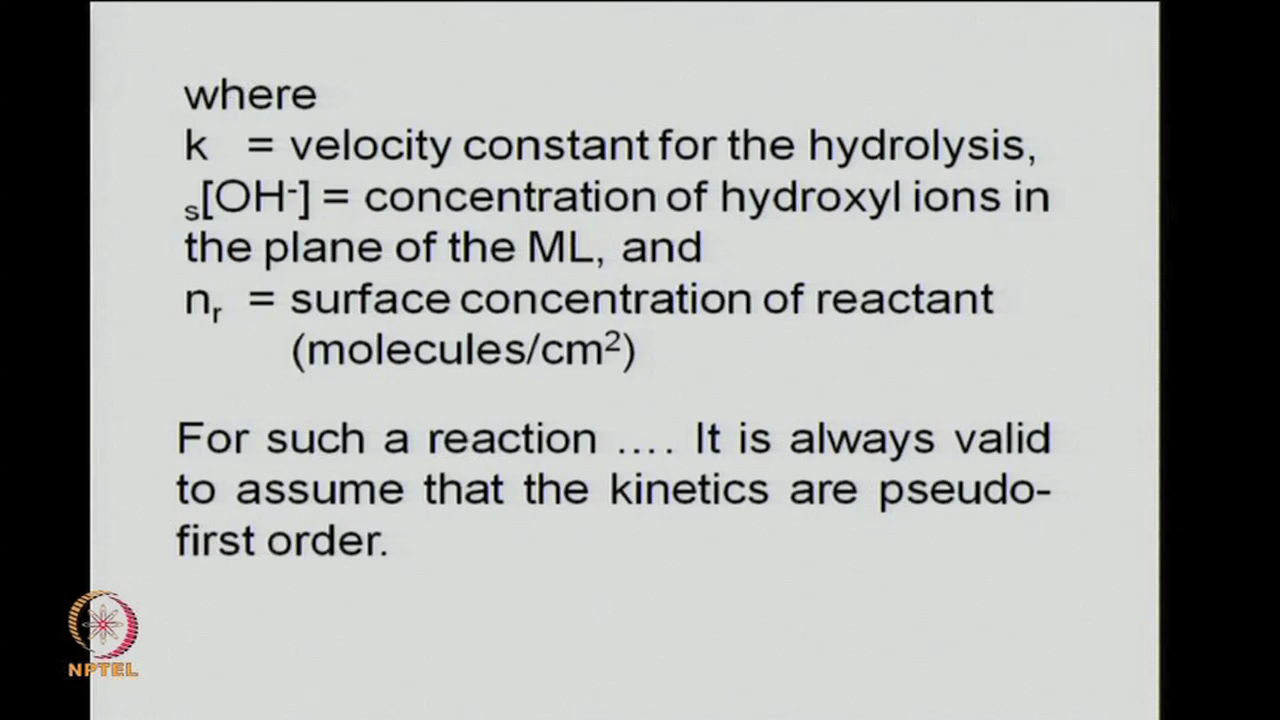 where
k = velocity constant for the hydrolysis,
s[OH-] = concentration of hydroxyl ions in
the plane of the ML, and
nr = surface concentration of reactant
(molecules/cm2)
For such a reaction .... It is always valid
to assume that the kinetics are pseudo-
first order.
NPTEL